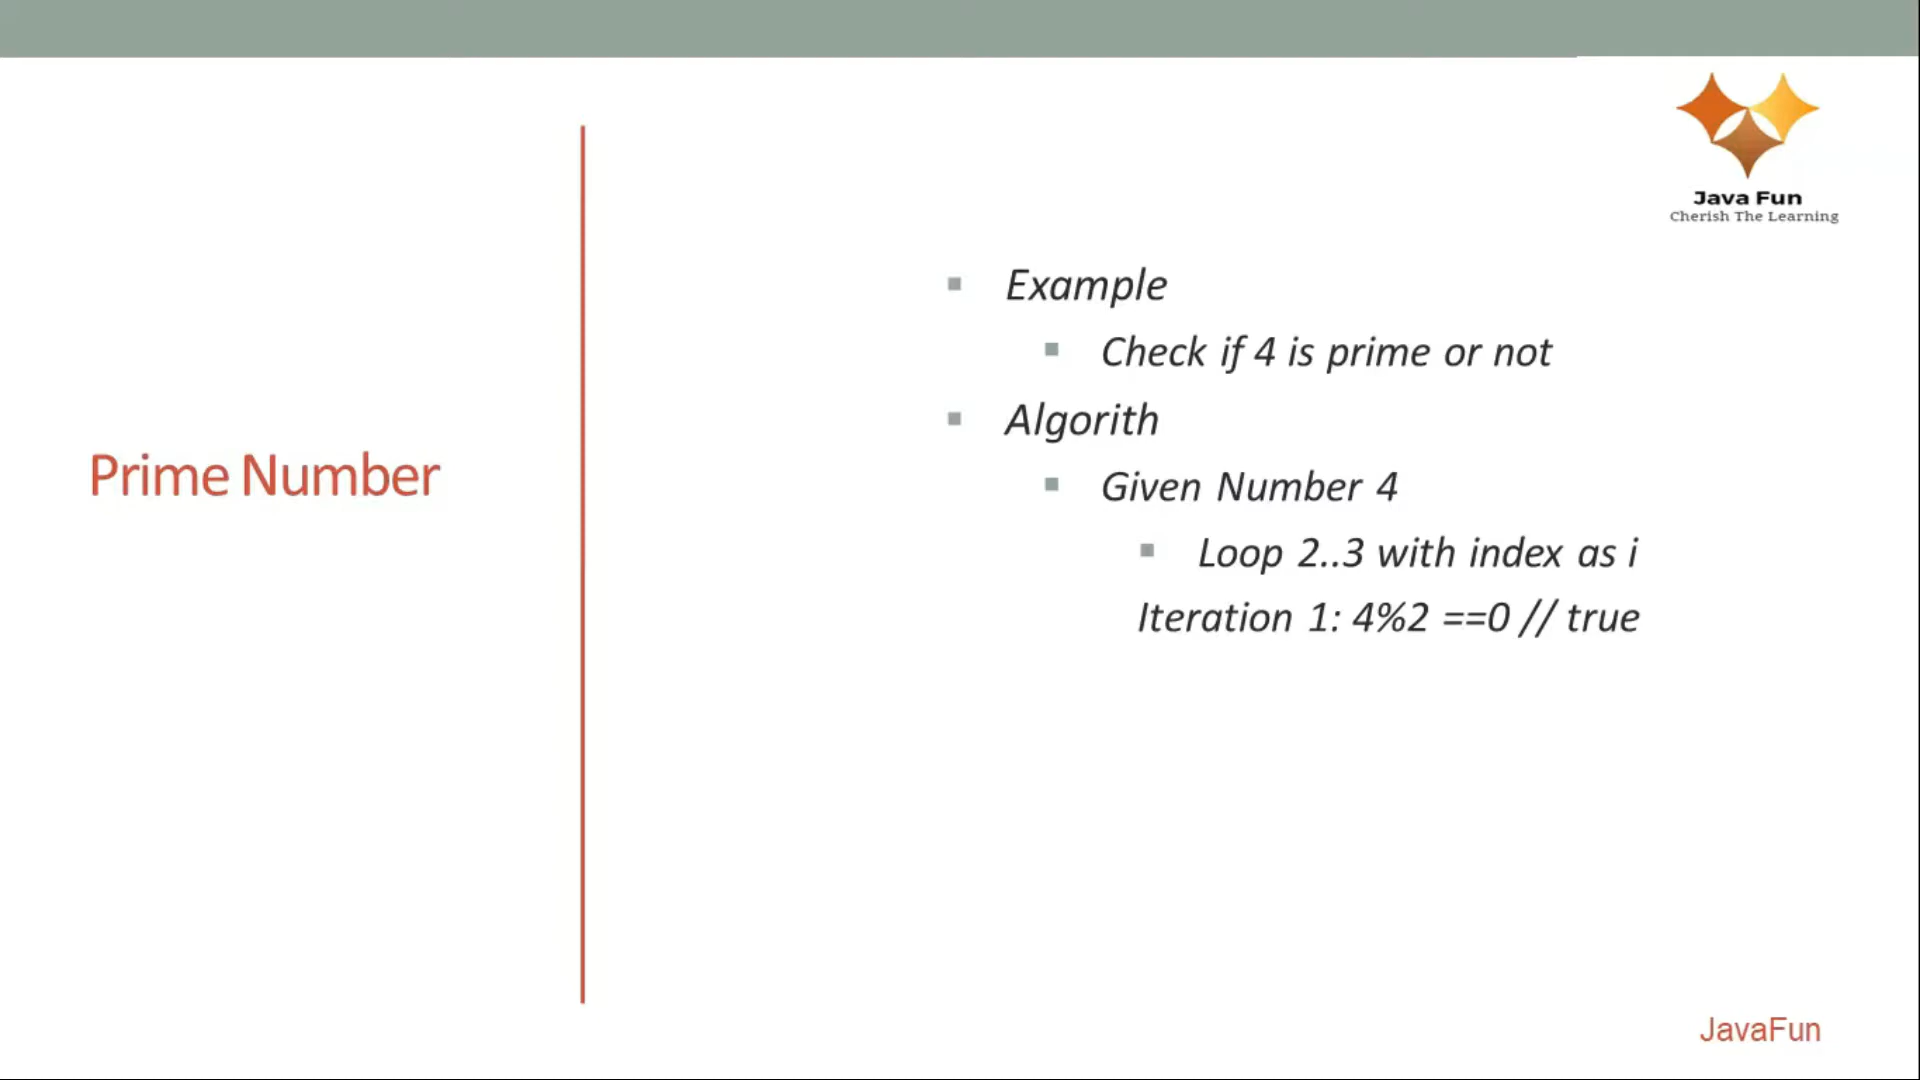 Java Fun
Cherish The Learning
Prime Number
Example
Check if 4 is prime or not
Algorith
Given Number 4
Loop 2..3 with index as i
Iteration 1: 4%2 ==0 // true
JavaFun